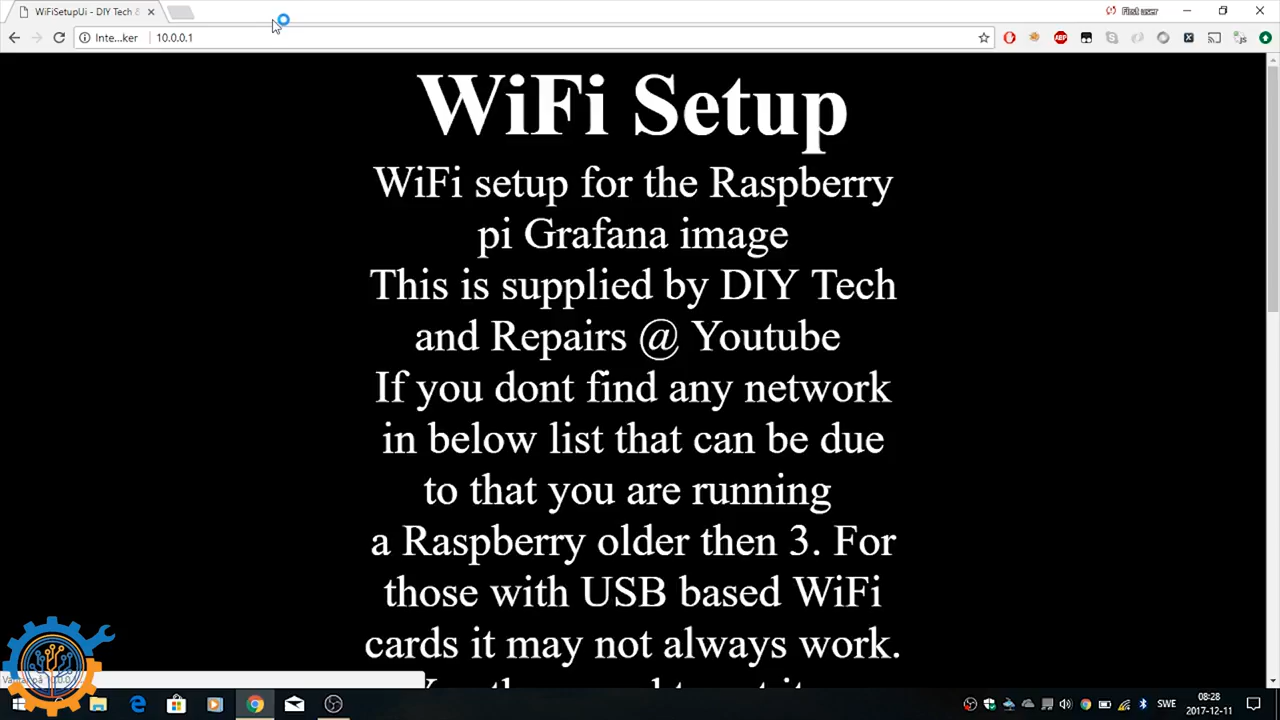 WiFiSetupUi - DIY Tech &
First user
Inte...ker
10.0.0.1
WiFi Setup
WiFi setup for the Raspberry
pi Grafana image
This is supplied by DIY Tech
and Repairs @ Youtube
If you dont find any network
in below list that can be due
to that you are running
a Raspberry older then 3. For
those with USB based WiFi
cards it may not always work.
ABP
SWE
08:28
2017-12-11